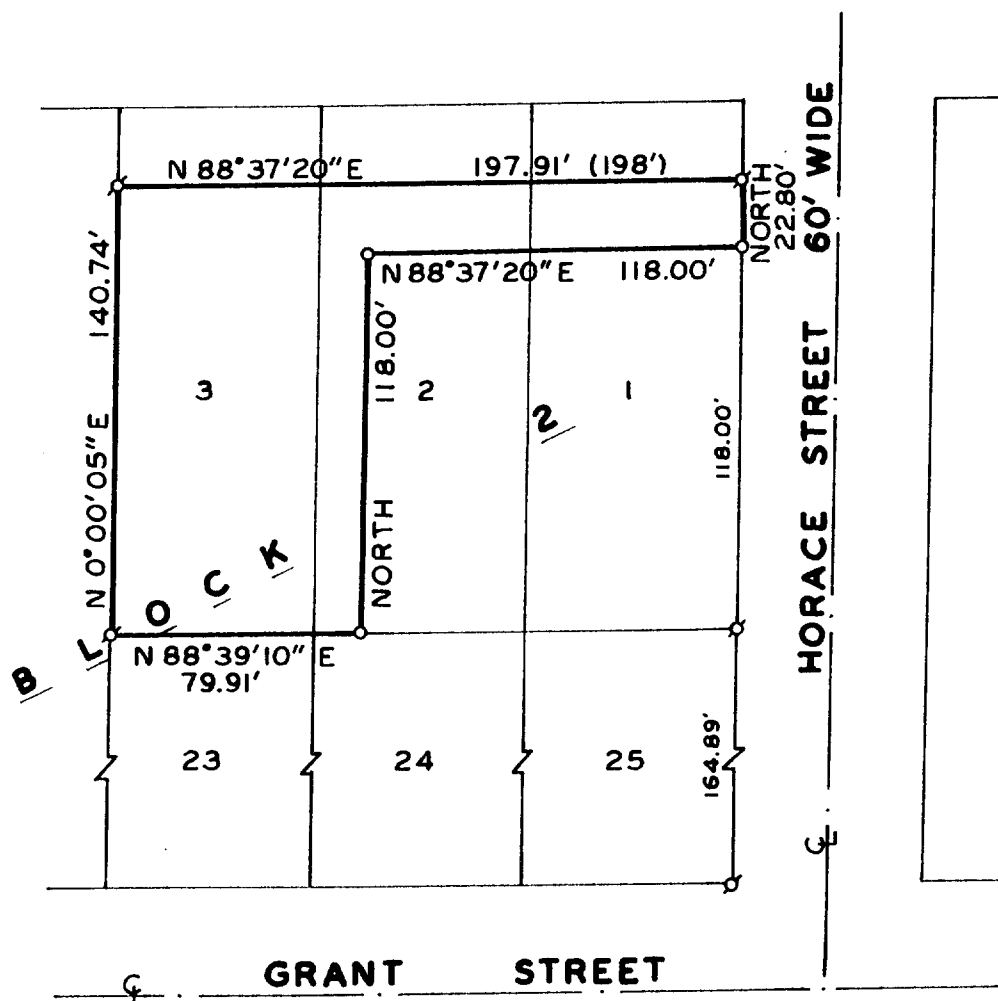 N 88°37'20" E 197.91' (198')
NORTH
22.80'
HORACE STREET 60' WIDE
N 0°00'05" E 140.74'
N 88°37'20" E 118.00'
NORTH 118.00'
3
2
1
2
118.00'
BLOCK
N 88°39'10" E
79.91'
23
24
25
164.89'
℄
GRANT STREET
℄